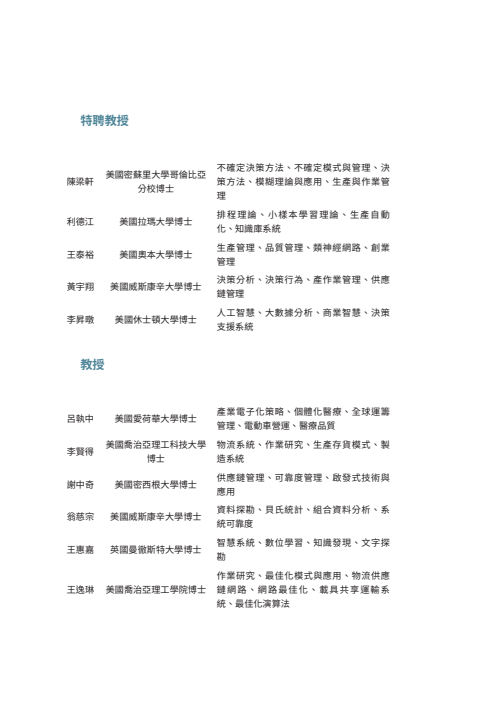 特聘教授
陳梁軒 美國密蘇里大學哥倫比亞 不確定決策方法、不確定模式與管理、決
分校博士 策方法、模糊理論與應用、生產與作業管
理
利德江 美國拉瑪大學博士 排程理論、小樣本學習理論、生產自動
化、知識庫系統
王泰裕 美國奧本大學博士 生產管理、品質管理、類神經網路、創業
管理
黃宇翔 美國威斯康辛大學博士 決策分析、決策行為、產作業管理、供應
鏈管理
李昇暾 美國休士頓大學博士 人工智慧、大數據分析、商業智慧、決策
支援系統
教授
呂執中 美國愛荷華大學博士 產業電子化策略、個體化醫療、全球運籌
管理、電動車營運、醫療品質
李賢得 美國喬治亞理工科技大學 物流系統、作業研究、生產存貨模式、製
博士 造系統
謝中奇 美國密西根大學博士 供應鏈管理、可靠度管理、啟發式技術與
應用
翁慈宗 美國威斯康辛大學博士 資料探勘、貝氏統計、組合資料分析、系
統可靠度
王惠嘉 英國曼徹斯特大學博士 智慧系統、數位學習、知識發現、文字探
勘
王逸琳 美國喬治亞理工學院博士 作業研究、最佳化模式與應用、物流供應
鏈網路、網路最佳化、載具共享運輸系
統、最佳化演算法